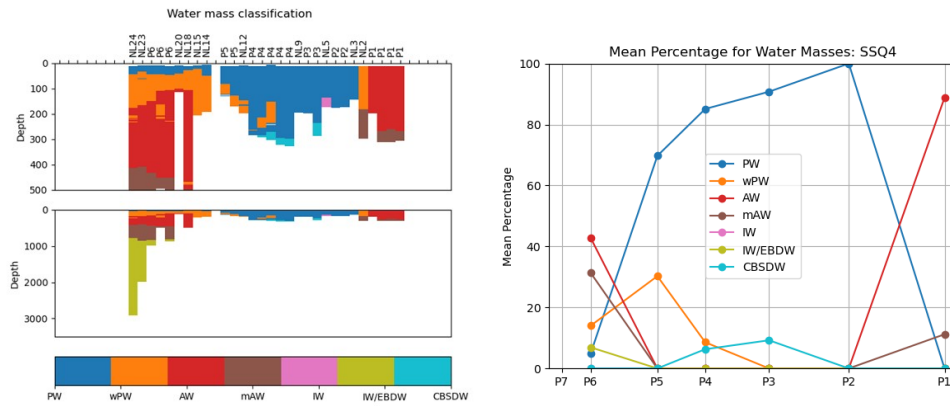 Water mass classification
NL24
NL23
P6
P6
P6
NL20
NL18
NL15
NL14
P5
P5
NL12
P4
P4
P4
P4
P4
NL9
P3
P3
NL5
P2
P2
NL3
NL2
P1
P1
P1
P1
0
100
200
300
400
500
Depth
0
1000
2000
3000
Depth
PW
wPW
AW
mAW
IW
IW/EBDW
CBSDW
Mean Percentage for Water Masses: SSQ4
100
80
60
40
20
0
Mean Percentage
PW
wPW
AW
mAW
IW
IW/EBDW
CBSDW
P7 P6 P5 P4 P3 P2 P1